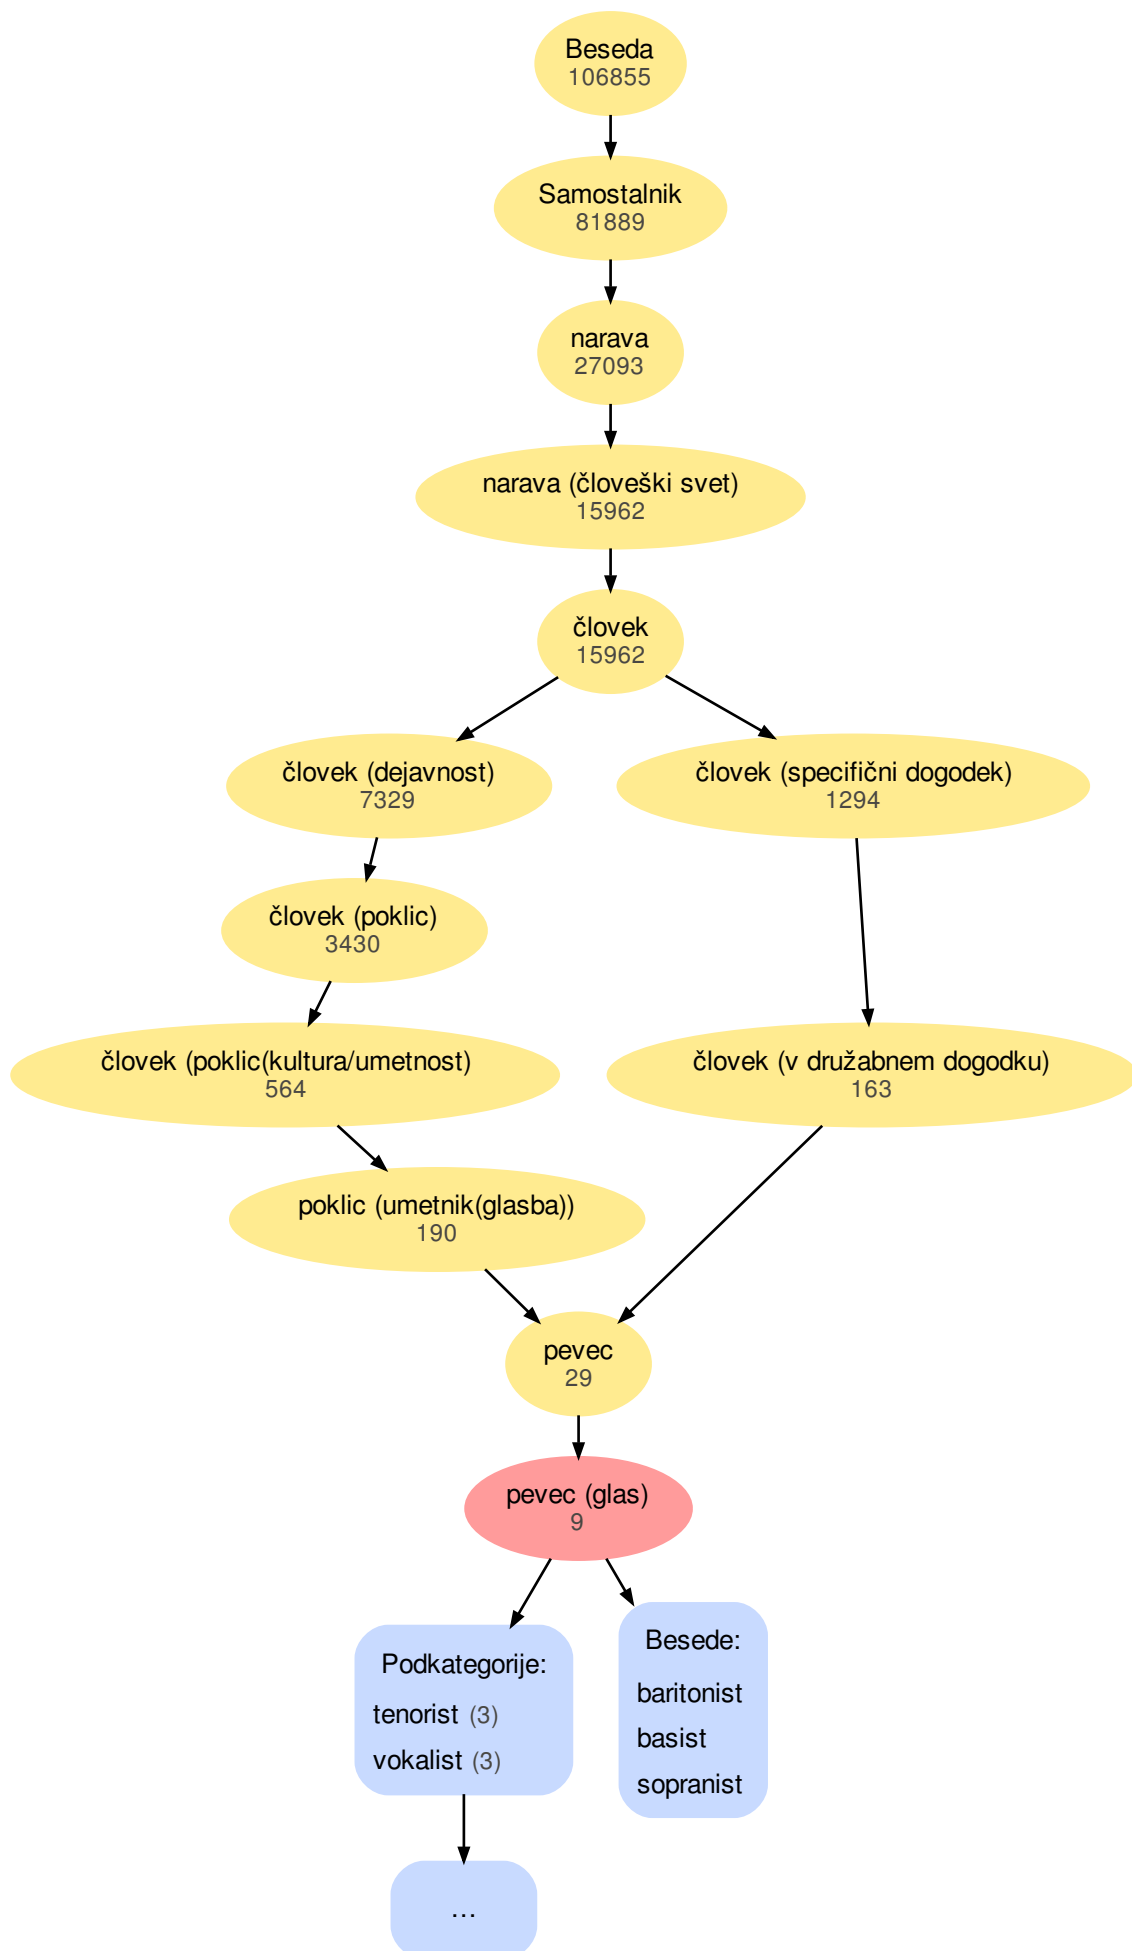 Beseda
106855
Samostalnik
81889
narava
27093
narava (človeški svet)
15962
človek
15962
človek (dejavnost)
7329
človek (specifični dogodek)
1294
človek (poklic)
3430
človek (poklic(kultura/umetnost)
564
človek (v družabnem dogodku)
163
poklic (umetnik(glasba))
190
pevec
29
pevec (glas)
9
Podkategorije:
tenorist (3)
vokalist (3)
Besede:
baritonist
basist
sopranist
...